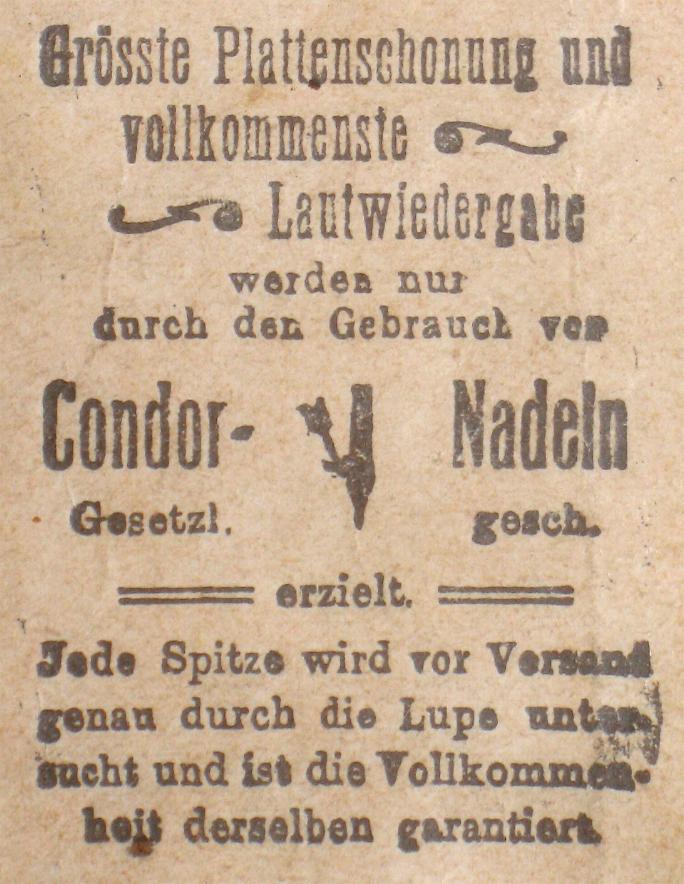 Grösste Plattenschonung und
vollkommenste
Lautwiedergabe
werden nur
durch den Gebrauch von
Condor- Nadeln
Gesetzl. gesch.
erzielt.
Jede Spitze wird vor Versand
genau durch die Lupe unter-
sucht und ist die Vollkommen-
heit derselben garantiert.